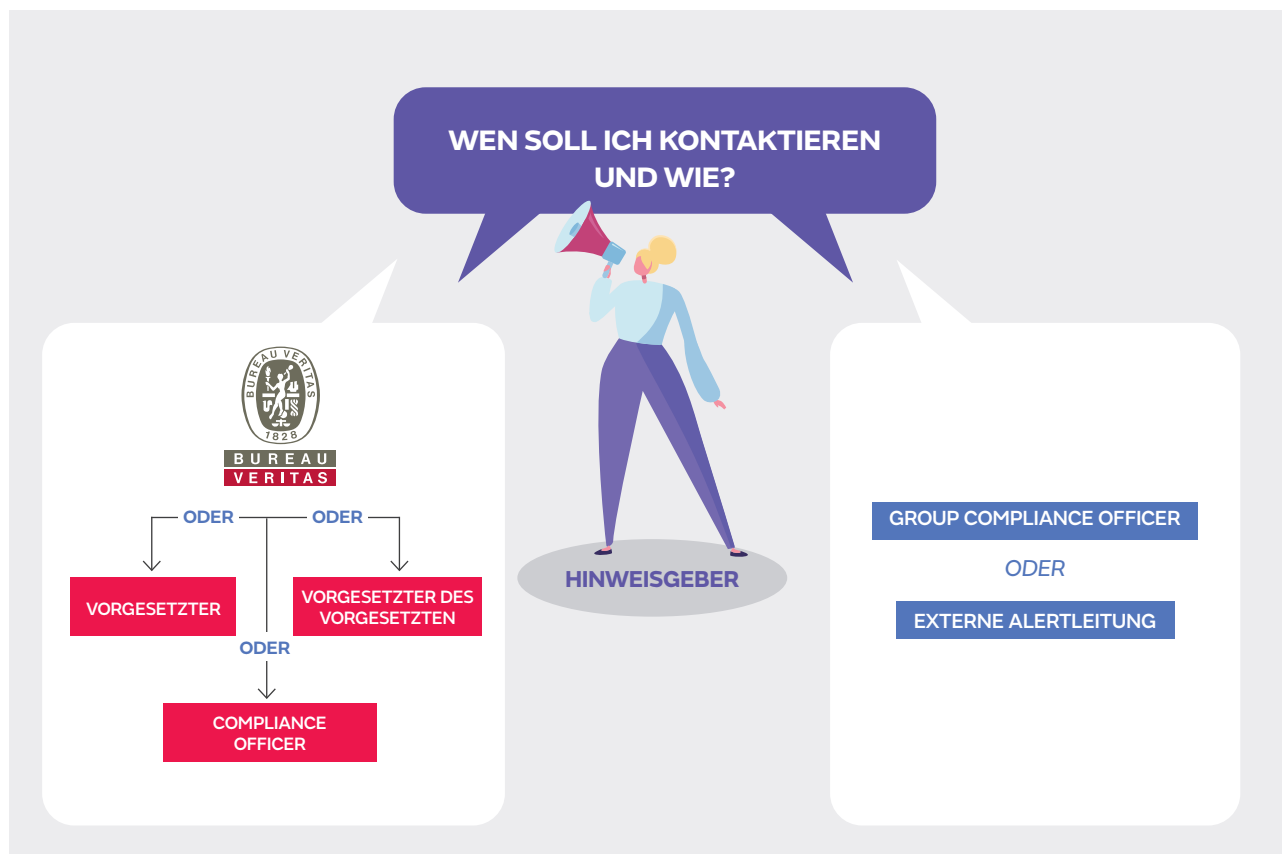 WEN SOLL ICH KONTAKTIEREN
UND WIE?
BUREAU VERITAS
1828
BUREAU
VERITAS
ODER
ODER
VORGESETZTER
VORGESETZTER DES
VORGESETZTEN
ODER
COMPLIANCE
OFFICER
HINWEISGEBER
GROUP COMPLIANCE OFFICER
ODER
EXTERNE ALERTLEITUNG